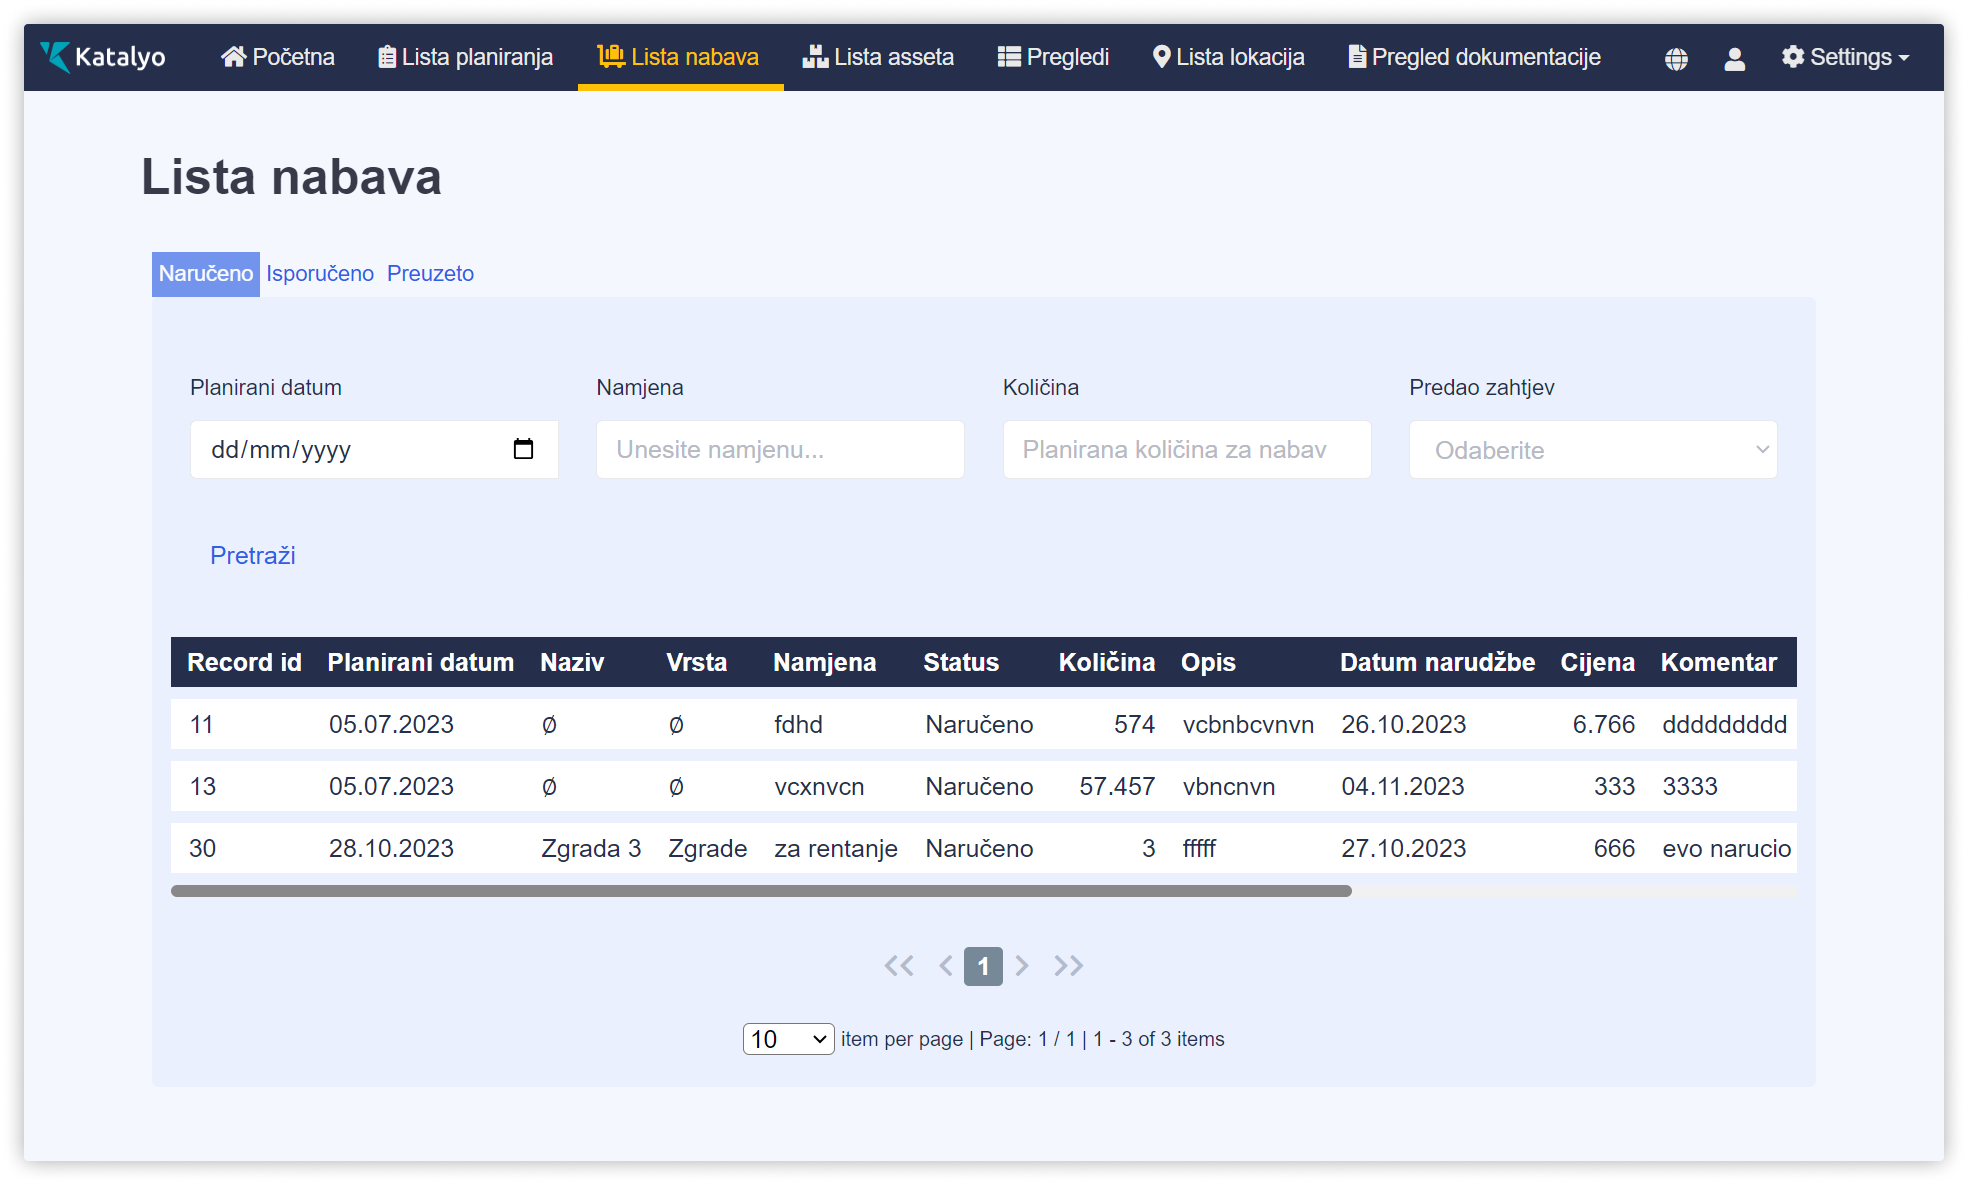 Katalyo Početna Lista planiranja Lista nabava Lista asseta Pregledi Lista lokacija Pregled dokumentacije Settings
Lista nabava
Naručeno Isporučeno Preuzeto
Planirani datum Namjena Količina Predao zahtjev
dd/mm/yyyy Unesite namjenu... Planirana količina za nabav Odaberite
Pretraži
Record id Planirani datum Naziv Vrsta Namjena Status Količina Opis Datum narudžbe Cijena Komentar
11 05.07.2023 Ø Ø fdhd Naručeno 574 vcbnbcvnvn 26.10.2023 6.766 ddddddddd
13 05.07.2023 Ø Ø vcxnvcn Naručeno 57.457 vbncnvn 04.11.2023 333 3333
30 28.10.2023 Zgrada 3 Zgrade za rentanje Naručeno 3 fffff 27.10.2023 666 evo narucio
<< < 1 > >>
10 item per page | Page: 1 / 1 | 1 - 3 of 3 items